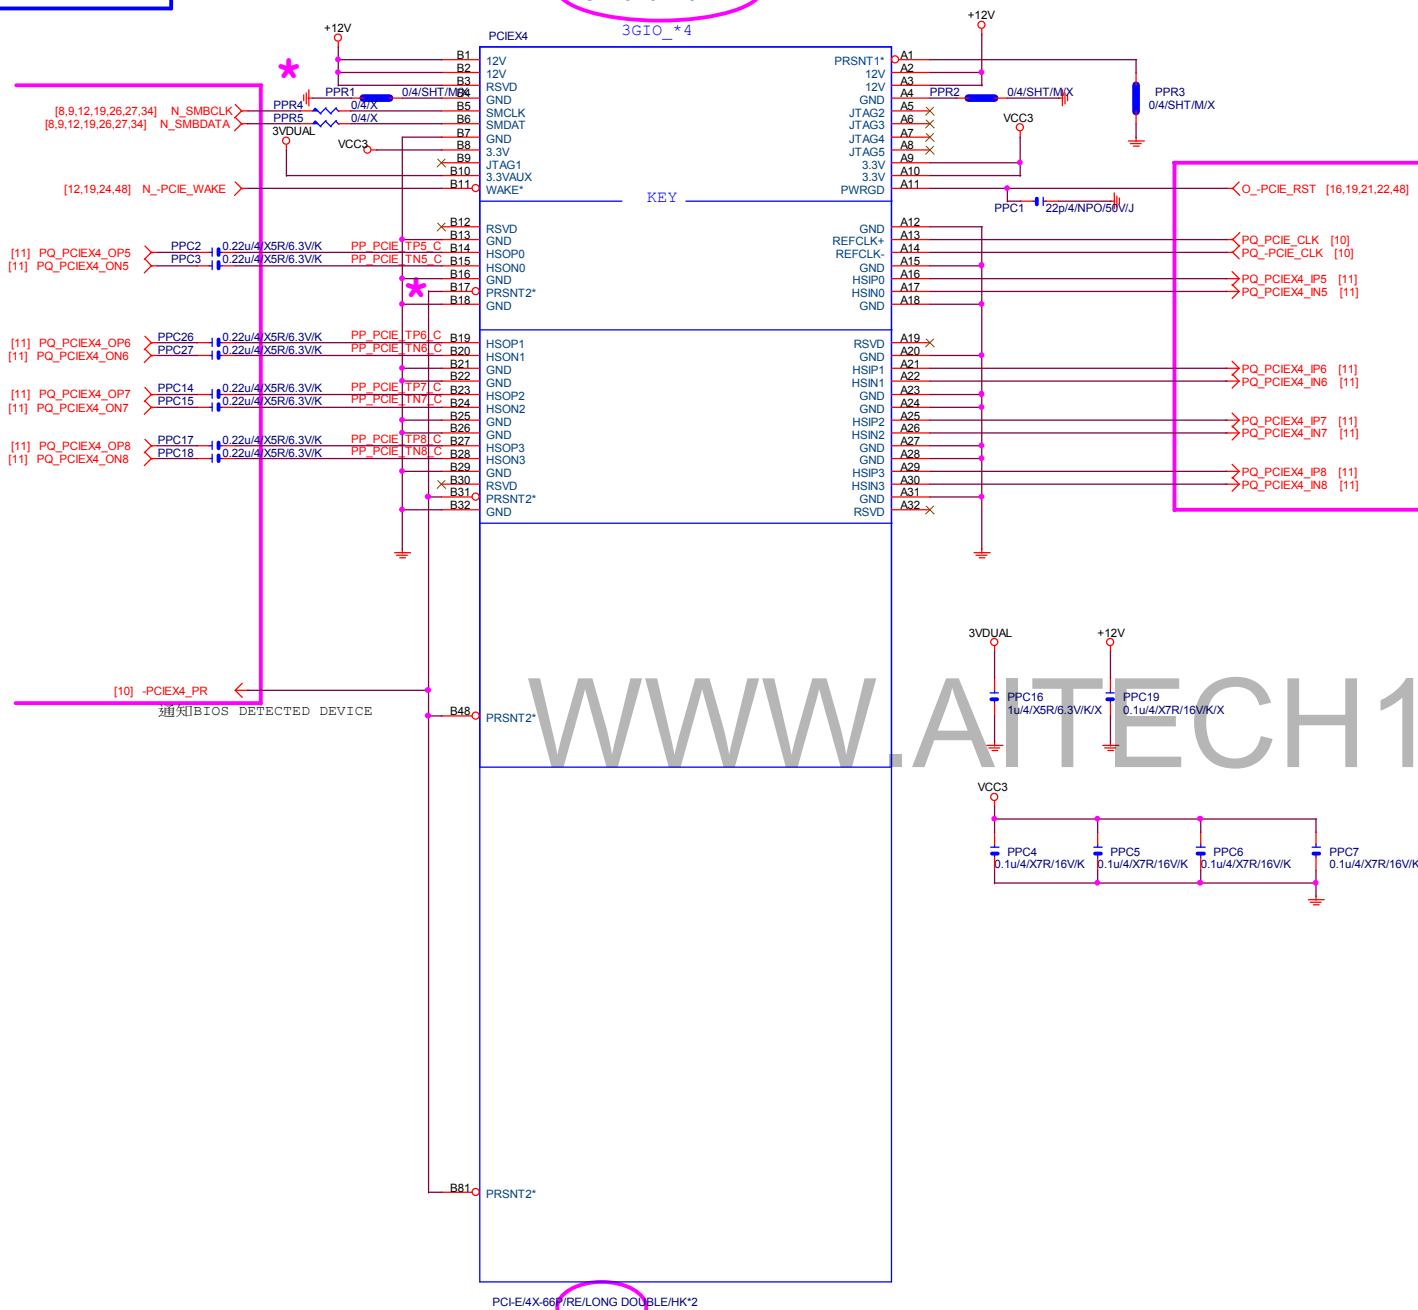 3GIO_*4
PCIEX4
+12V
+12V
B1 12V
B2 12V
B3 RSVD
B4 GND
B5 SMCLK
B6 SMDAT
B7 GND
B8 3.3V
B9 JTAG1
B10 3.3VAUX
B11 WAKE*
KEY
B12 RSVD
B13 GND
B14 HSOP0
B15 HSON0
B16 GND
B17 PRSNT2*
B18 GND
B19 HSOP1
B20 HSON1
B21 GND
B22 GND
B23 HSOP2
B24 HSON2
B25 GND
B26 GND
B27 HSOP3
B28 HSON3
B29 GND
B30 RSVD
B31 PRSNT2*
B32 GND
B48 PRSNT2*
B81 PRSNT2*
PRSNT1* A1
12V A2
12V A3
GND A4
JTAG2 A5
JTAG3 A6
JTAG4 A7
JTAG5 A8
3.3V A9
3.3V A10
PWRGD A11
GND A12
REFCLK+ A13
REFCLK- A14
GND A15
HSIP0 A16
HSIN0 A17
GND A18
RSVD A19
GND A20
HSIP1 A21
HSIN1 A22
GND A23
GND A24
HSIP2 A25
HSIN2 A26
GND A27
GND A28
HSIP3 A29
HSIN3 A30
GND A31
RSVD A32
PPR1 0/4/SHT/M/X
[8,9,12,19,26,27,34] N_SMBCLK PPR4 0/4/X
[8,9,12,19,26,27,34] N_SMBDATA PPR5 0/4/X
3VDUAL
VCC3
[12,19,24,48] N_-PCIE_WAKE
[11] PQ_PCIEX4_OP5 PPC2 0.22u/4/X5R/6.3V/K PP_PCIE_TP5_C
[11] PQ_PCIEX4_ON5 PPC3 0.22u/4/X5R/6.3V/K PP_PCIE_TN5_C
[11] PQ_PCIEX4_OP6 PPC26 0.22u/4/X5R/6.3V/K PP_PCIE_TP6_C
[11] PQ_PCIEX4_ON6 PPC27 0.22u/4/X5R/6.3V/K PP_PCIE_TN6_C
[11] PQ_PCIEX4_OP7 PPC14 0.22u/4/X5R/6.3V/K PP_PCIE_TP7_C
[11] PQ_PCIEX4_ON7 PPC15 0.22u/4/X5R/6.3V/K PP_PCIE_TN7_C
[11] PQ_PCIEX4_OP8 PPC17 0.22u/4/X5R/6.3V/K PP_PCIE_TP8_C
[11] PQ_PCIEX4_ON8 PPC18 0.22u/4/X5R/6.3V/K PP_PCIE_TN8_C
[10] -PCIEX4_PR
通知BIOS DETECTED DEVICE
PPR2 0/4/SHT/M/X
PPR3
0/4/SHT/M/X
VCC3
O_-PCIE_RST [16,19,21,22,48]
PPC1 22p/4/NPO/50V/J
PQ_PCIE_CLK [10]
PQ_-PCIE_CLK [10]
PQ_PCIEX4_IP5 [11]
PQ_PCIEX4_IN5 [11]
PQ_PCIEX4_IP6 [11]
PQ_PCIEX4_IN6 [11]
PQ_PCIEX4_IP7 [11]
PQ_PCIEX4_IN7 [11]
PQ_PCIEX4_IP8 [11]
PQ_PCIEX4_IN8 [11]
3VDUAL
+12V
PPC16
1u/4/X5R/6.3V/K/X
PPC19
0.1u/4/X7R/16V/K/X
WWW.AITECH1
VCC3
PPC4
0.1u/4/X7R/16V/K
PPC5
0.1u/4/X7R/16V/K
PPC6
0.1u/4/X7R/16V/K
PPC7
0.1u/4/X7R/16V/K
PCI-E/4X-66P/RE/LONG DOUBLE/HK*2